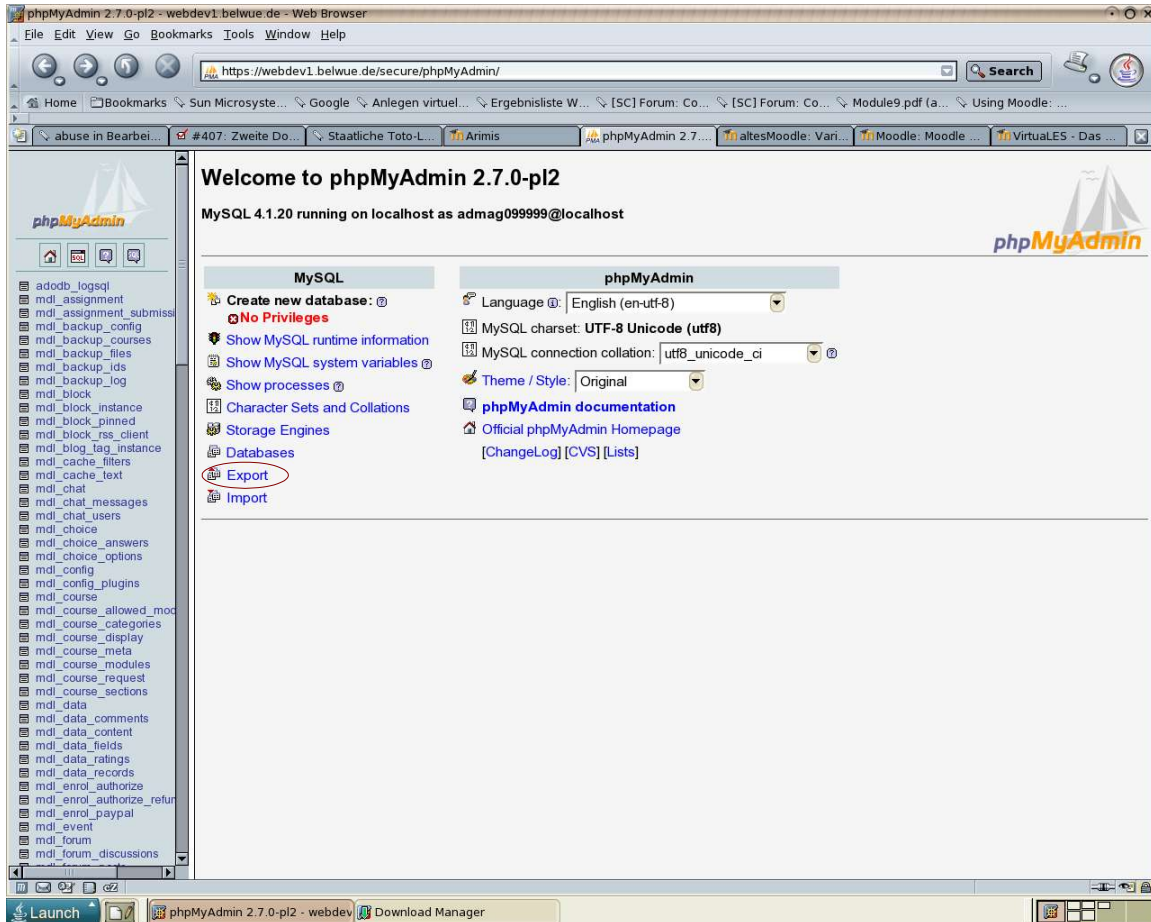 phpMyAdmin 2.7.0-pl2 - webdev1.belwue.de - Web Browser
File Edit View Go Bookmarks Tools Window Help
https://webdev1.belwue.de/secure/phpMyAdmin/
Search
Home Bookmarks Sun Microsyste... Google Anlegen virtuel... Ergebnisliste W... [SC] Forum: Co... [SC] Forum: Co... Module9.pdf (a... Using Moodle: ...
abuse in Bearbei... #407: Zweite Do... Staatliche Toto-L... Arimis phpMyAdmin 2.7.... altesMoodle: Vari... Moodle: Moodle ... VirtuaLES - Das ...
phpMyAdmin
SQL
adodb_logsql
mdl_assignment
mdl_assignment_submissi
mdl_backup_config
mdl_backup_courses
mdl_backup_files
mdl_backup_ids
mdl_backup_log
mdl_block
mdl_block_instance
mdl_block_pinned
mdl_block_rss_client
mdl_blog_tag_instance
mdl_cache_filters
mdl_cache_text
mdl_chat
mdl_chat_messages
mdl_chat_users
mdl_choice
mdl_choice_answers
mdl_choice_options
mdl_config
mdl_config_plugins
mdl_course
mdl_course_allowed_mod
mdl_course_categories
mdl_course_display
mdl_course_meta
mdl_course_modules
mdl_course_request
mdl_course_sections
mdl_data
mdl_data_comments
mdl_data_content
mdl_data_fields
mdl_data_ratings
mdl_data_records
mdl_enrol_authorize
mdl_enrol_authorize_refun
mdl_enrol_paypal
mdl_event
mdl_forum
mdl_forum_discussions
Welcome to phpMyAdmin 2.7.0-pl2
MySQL 4.1.20 running on localhost as admag099999@localhost
phpMyAdmin
MySQL
Create new database:
No Privileges
Show MySQL runtime information
Show MySQL system variables
Show processes
Character Sets and Collations
Storage Engines
Databases
Export
Import
phpMyAdmin
Language: English (en-utf-8)
MySQL charset: UTF-8 Unicode (utf8)
MySQL connection collation: utf8_unicode_ci
Theme / Style: Original
phpMyAdmin documentation
Official phpMyAdmin Homepage
[ChangeLog] [CVS] [Lists]
Launch phpMyAdmin 2.7.0-pl2 - webdev Download Manager